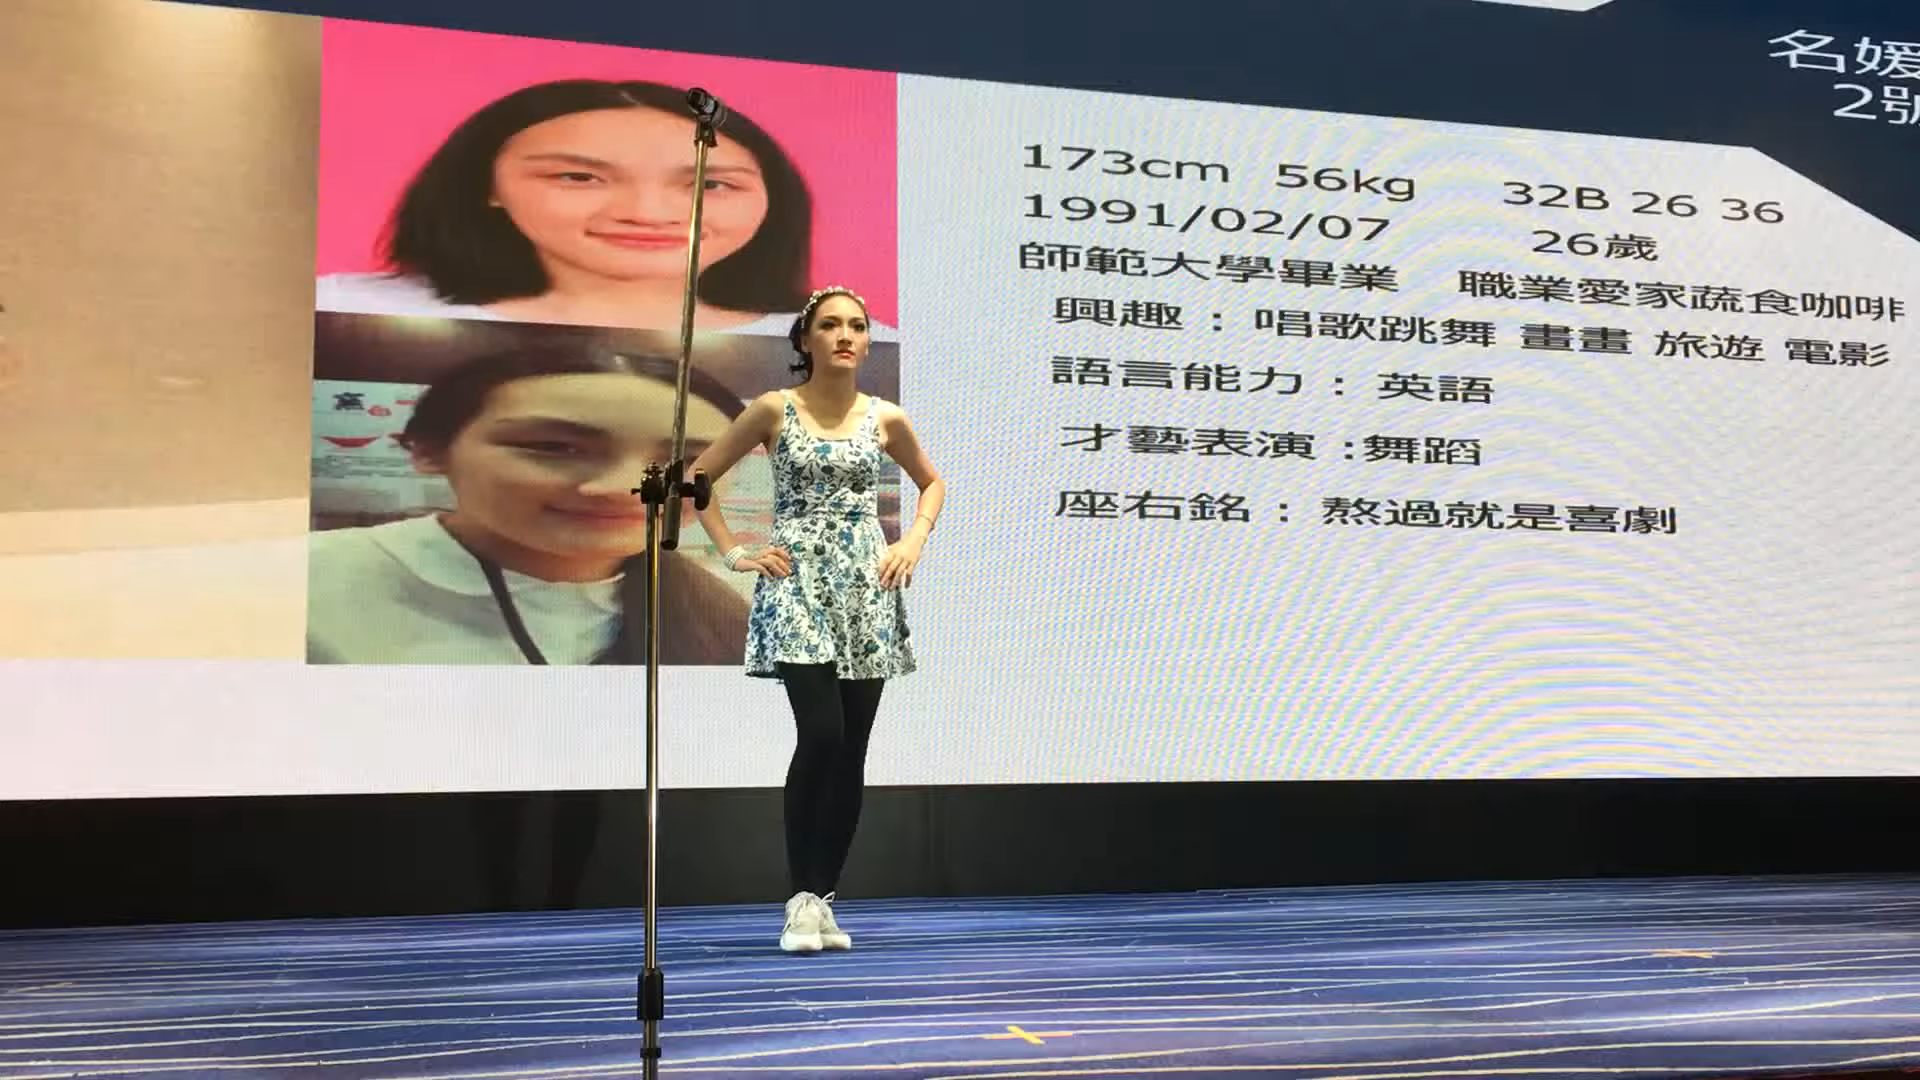 名媛
2號
173cm 56kg 32B 26 36
1991/02/07 26歲
師範大學畢業 職業愛家蔬食咖啡
興趣：唱歌跳舞 畫畫 旅遊 電影
語言能力：英語
才藝表演:舞蹈
座右銘：熬過就是喜劇